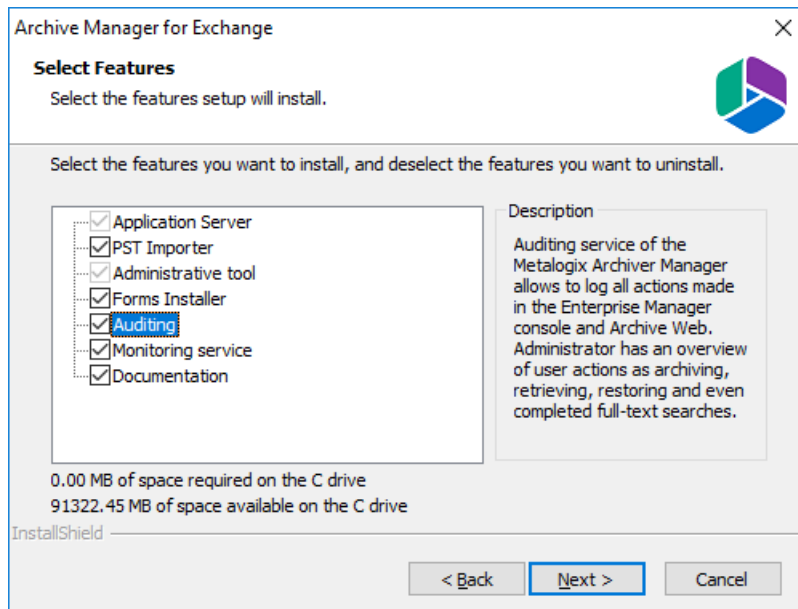 Archive Manager for Exchange
Select Features
Select the features setup will install.
Select the features you want to install, and deselect the features you want to uninstall.
Application Server
PST Importer
Administrative tool
Forms Installer
Auditing
Monitoring service
Documentation
Description
Auditing service of the
Metalogix Archiver Manager
allows to log all actions made
in the Enterprise Manager
console and Archive Web.
Administrator has an overview
of user actions as archiving,
retrieving, restoring and even
completed full-text searches.
0.00 MB of space required on the C drive
91322.45 MB of space available on the C drive
InstallShield
< Back
Next >
Cancel